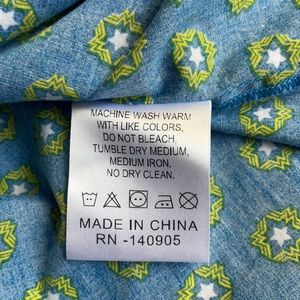 MACHINE WASH WARM
WITH LIKE COLORS,
DO NOT BLEACH,
TUMBLE DRY MEDIUM,
MEDIUM IRON,
NO DRY CLEAN.
MADE IN CHINA
RN -140905